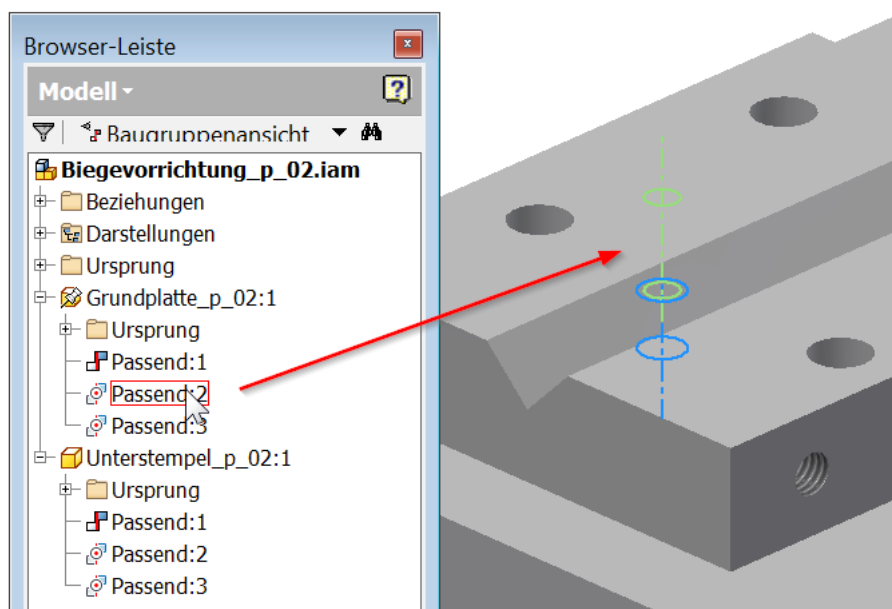 Browser-Leiste
Modell
Baugruppenansicht
Biegevorrichtung_p_02.iam
Beziehungen
Darstellungen
Ursprung
Grundplatte_p_02:1
Ursprung
Passend:1
Passend:2
Passend:3
Unterstempel_p_02:1
Ursprung
Passend:1
Passend:2
Passend:3